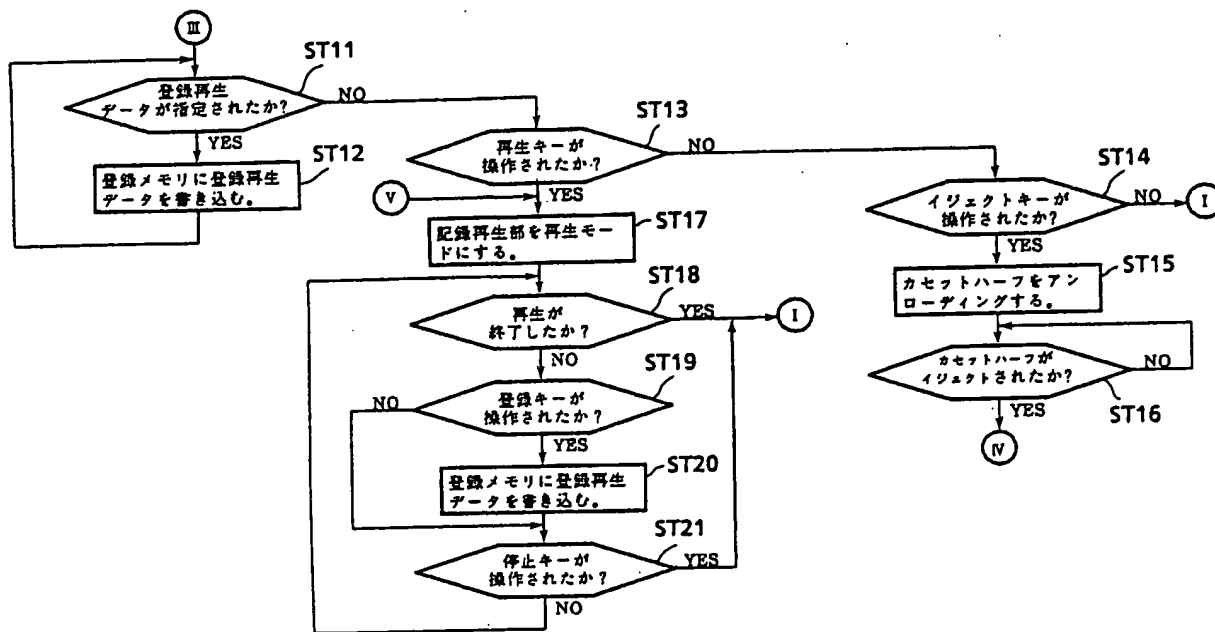 III
ST11
登録再生
データが指定されたか?
NO
YES
ST12
登録メモリに登録再生
データを書き込む。
ST13
再生キーが
操作されたか?
NO
YES
V
ST14
イジェクトキーが
操作されたか?
NO
I
YES
ST15
カセットハーフをアン
ローディングする。
カセットハーフが
イジェクトされたか?
NO
YES
ST16
IV
ST17
記録再生部を再生モー
ドにする。
ST18
再生が
終了したか?
YES
I
NO
ST19
登録キーが
操作されたか?
NO
YES
ST20
登録メモリに登録再生
データを書き込む。
ST21
停止キーが
操作されたか?
YES
NO